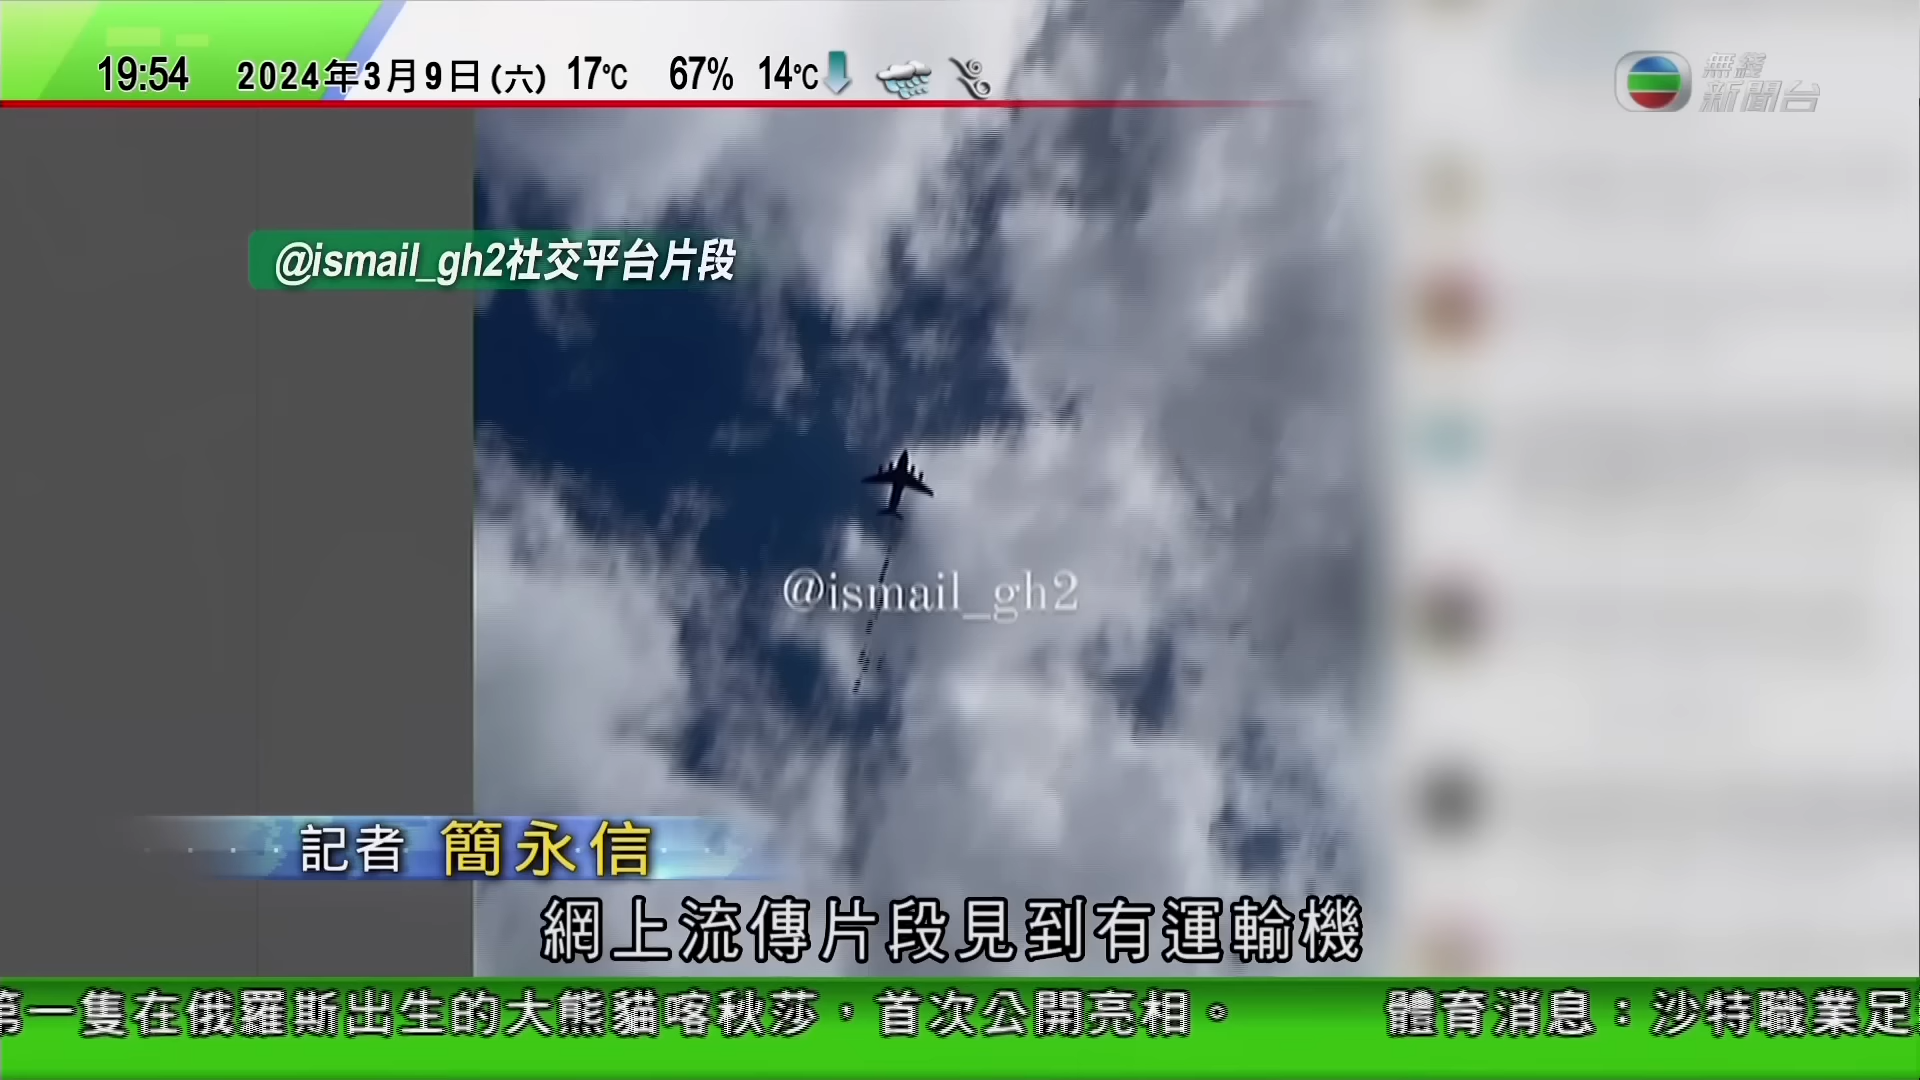 19:54 2024年3月9日(六) 17℃ 67% 14℃
無綫
新聞台
@ismail_gh2社交平台片段
@ismail_gh2
記者 簡永信
網上流傳片段見到有運輸機
第一隻在俄羅斯出生的大熊貓喀秋莎，首次公開亮相。 體育消息：沙特職業足